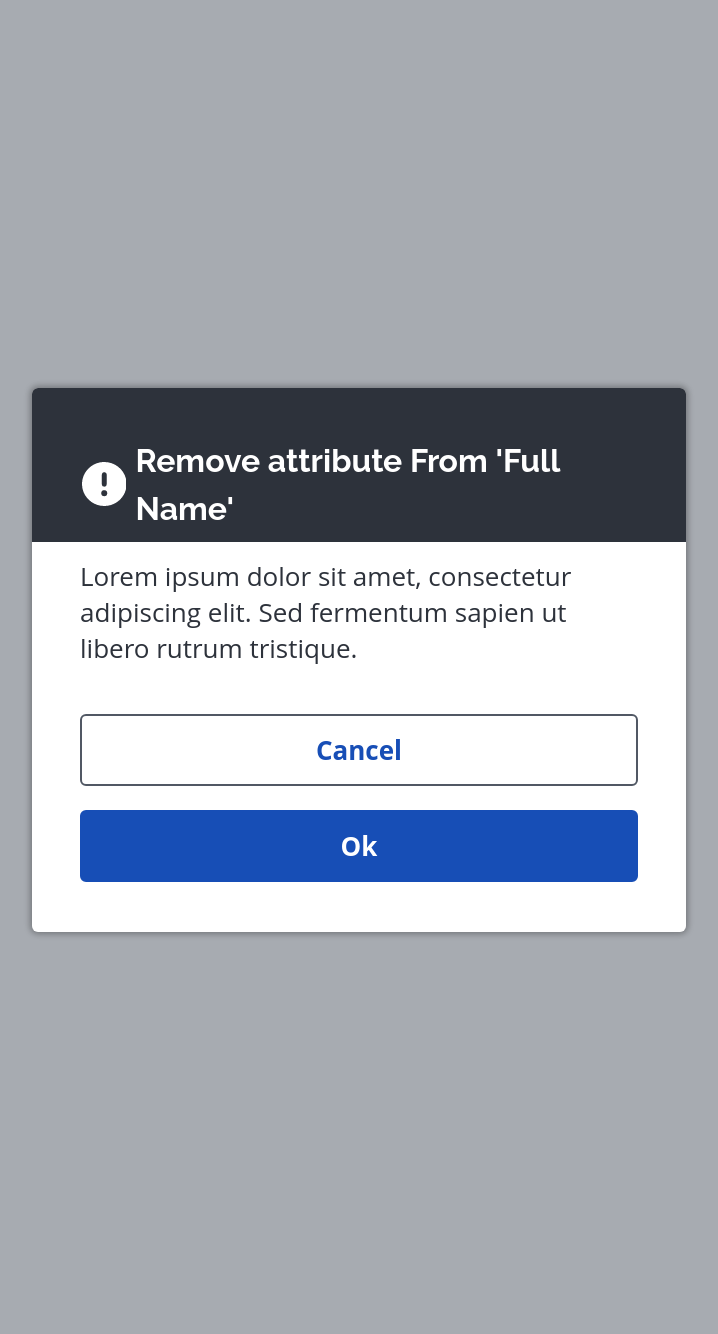 Remove attribute From 'Full
Name'
Lorem ipsum dolor sit amet, consectetur
adipiscing elit. Sed fermentum sapien ut
libero rutrum tristique.
Cancel
Ok